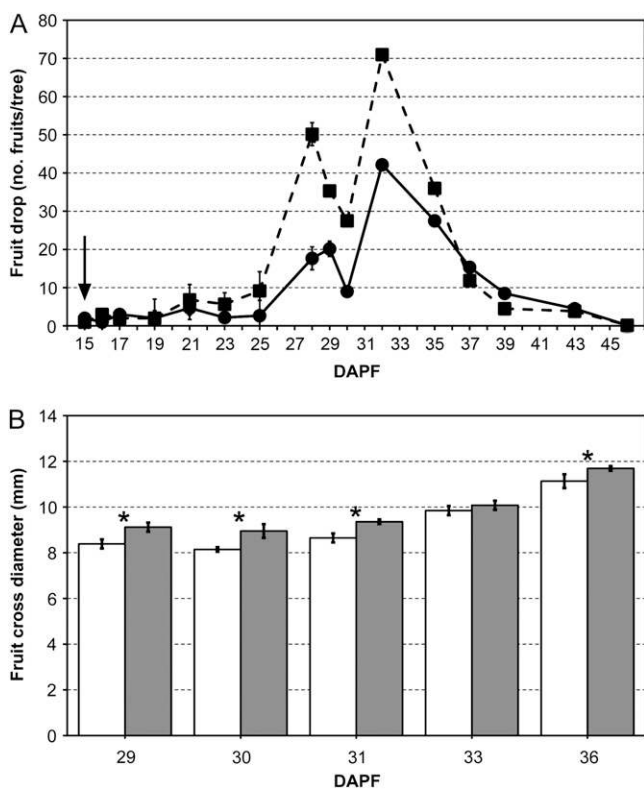 A
Fruit drop (no. fruits/tree)
80
70
60
50
40
30
20
10
0
15 17 19 21 23 25 27 29 31 33 35 37 39 41 43 45
DAPF
B
Fruit cross diameter (mm)
14
12
10
8
6
4
2
0
* * * *
29 30 31 33 36
DAPF